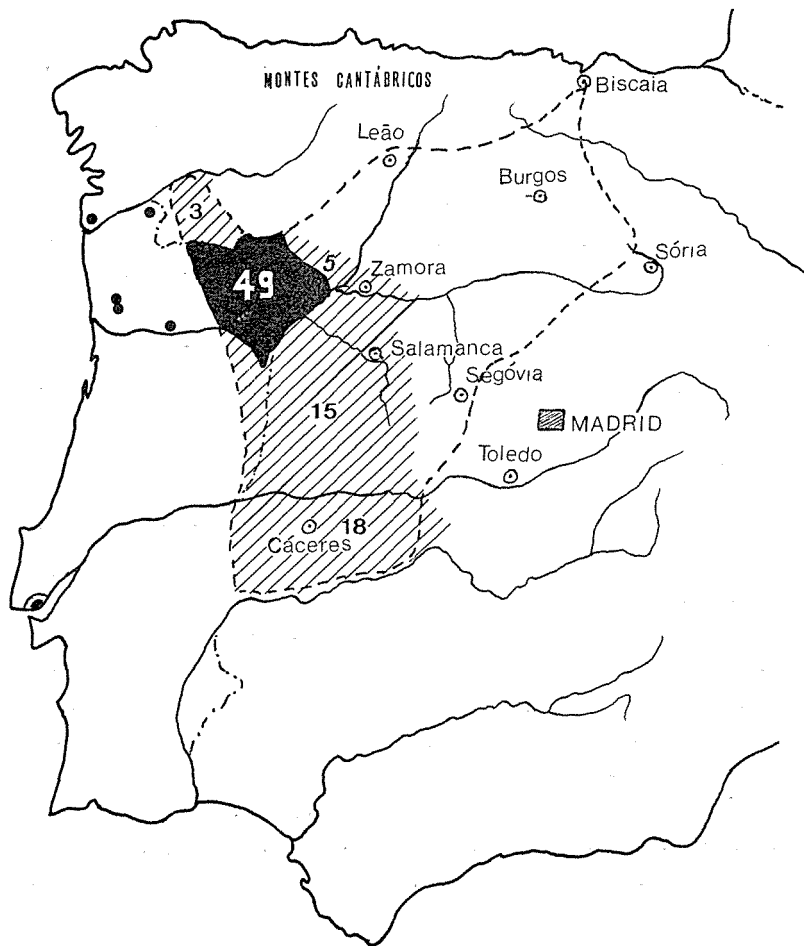 MONTES CANTÁBRICOS
Biscaia
Leão
Burgos
3
Sória
5
Zamora
49
Salamanca
Segóvia
15
MADRID
Toledo
18
Cáceres